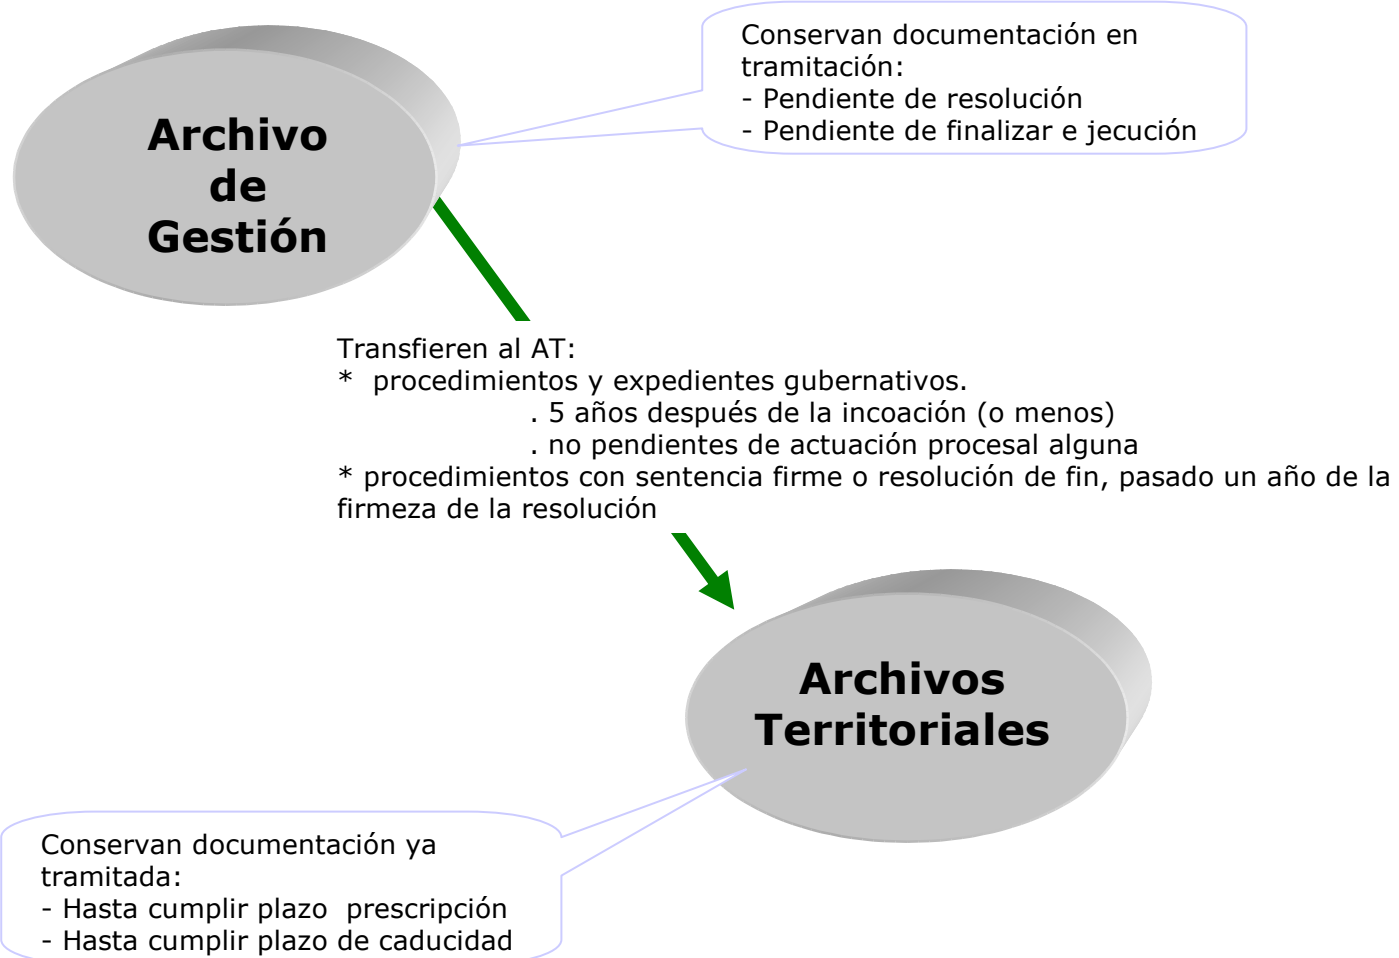 Conservan documentación en
tramitación:
- Pendiente de resolución
- Pendiente de finalizar e jecución
Archivo
de
Gestión
Transfieren al AT:
* procedimientos y expedientes gubernativos.
. 5 años después de la incoación (o menos)
. no pendientes de actuación procesal alguna
* procedimientos con sentencia firme o resolución de fin, pasado un año de la
firmeza de la resolución
Archivos
Territoriales
Conservan documentación ya
tramitada:
- Hasta cumplir plazo prescripción
- Hasta cumplir plazo de caducidad